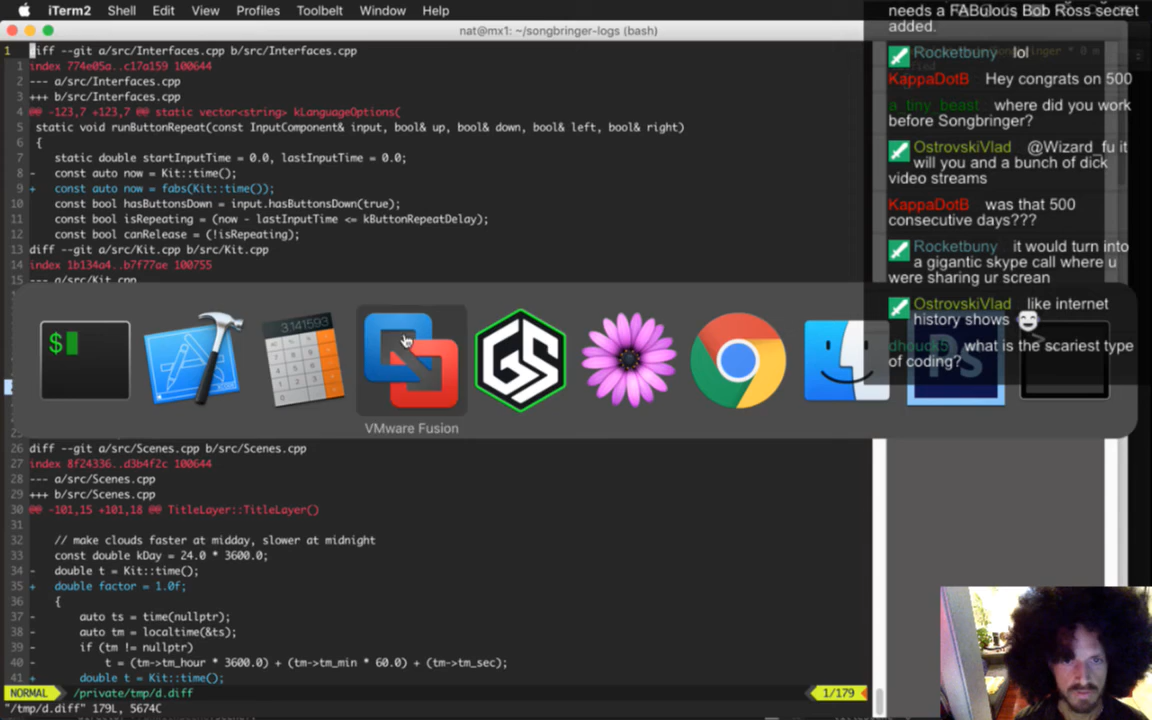 iTerm2 Shell Edit View Profiles Toolbelt Window Help
nat@mx1: ~/songbringer-logs (bash)
1 diff --git a/src/Interfaces.cpp b/src/Interfaces.cpp
1 index 774e05a..c17a159 100644
2 --- a/src/Interfaces.cpp
3 +++ b/src/Interfaces.cpp
4 @@ -123,7 +123,7 @@ static vector<string> kLanguageOptions(
5 static void runButtonRepeat(const InputComponent& input, bool& up, bool& down, bool& left, bool& right)
6 {
7 static double startInputTime = 0.0, lastInputTime = 0.0;
8 - const auto now = Kit::time();
9 + const auto now = fabs(Kit::time());
10 const bool hasButtonsDown = input.hasButtonsDown(true);
11 const bool isRepeating = (now - lastInputTime <= kButtonRepeatDelay);
12 const bool canRelease = (!isRepeating);
13 diff --git a/src/Kit.cpp b/src/Kit.cpp
14 index 1b134a4..b7f77ae 100755
15 --- a/src/Kit.cpp
$
3.141593
GS
Ps
VMware Fusion
26 diff --git a/src/Scenes.cpp b/src/Scenes.cpp
27 index 8f24336..d3b4f2c 100644
28 --- a/src/Scenes.cpp
29 +++ b/src/Scenes.cpp
30 @@ -101,15 +101,18 @@ TitleLayer::TitleLayer()
31
32 // make clouds faster at midday, slower at midnight
33 const double kDay = 24.0 * 3600.0;
34 - double t = Kit::time();
35 + double factor = 1.0f;
36 {
37 - auto ts = time(nullptr);
38 - auto tm = localtime(&ts);
39 - if (tm != nullptr)
40 - t = (tm->tm_hour * 3600.0) + (tm->tm_min * 60.0) + (tm->tm_sec);
41 + double t = Kit::time();
NORMAL /private/tmp/d.diff 1/179
"/tmp/d.diff" 179L, 5674C
needs a FABulous Bob Ross secret
added.
Rocketbuny lol
KappaDotB Hey congrats on 500
a_tiny_beast where did you work
before Songbringer?
OstrovskiVlad @Wizard_fu it
will you and a bunch of dick
video streams
KappaDotB was that 500
consecutive days???
Rocketbuny it would turn into
a gigantic skype call where u
were sharing ur screan
OstrovskiVlad like internet
history shows
dhouck5 what is the scariest type
of coding?